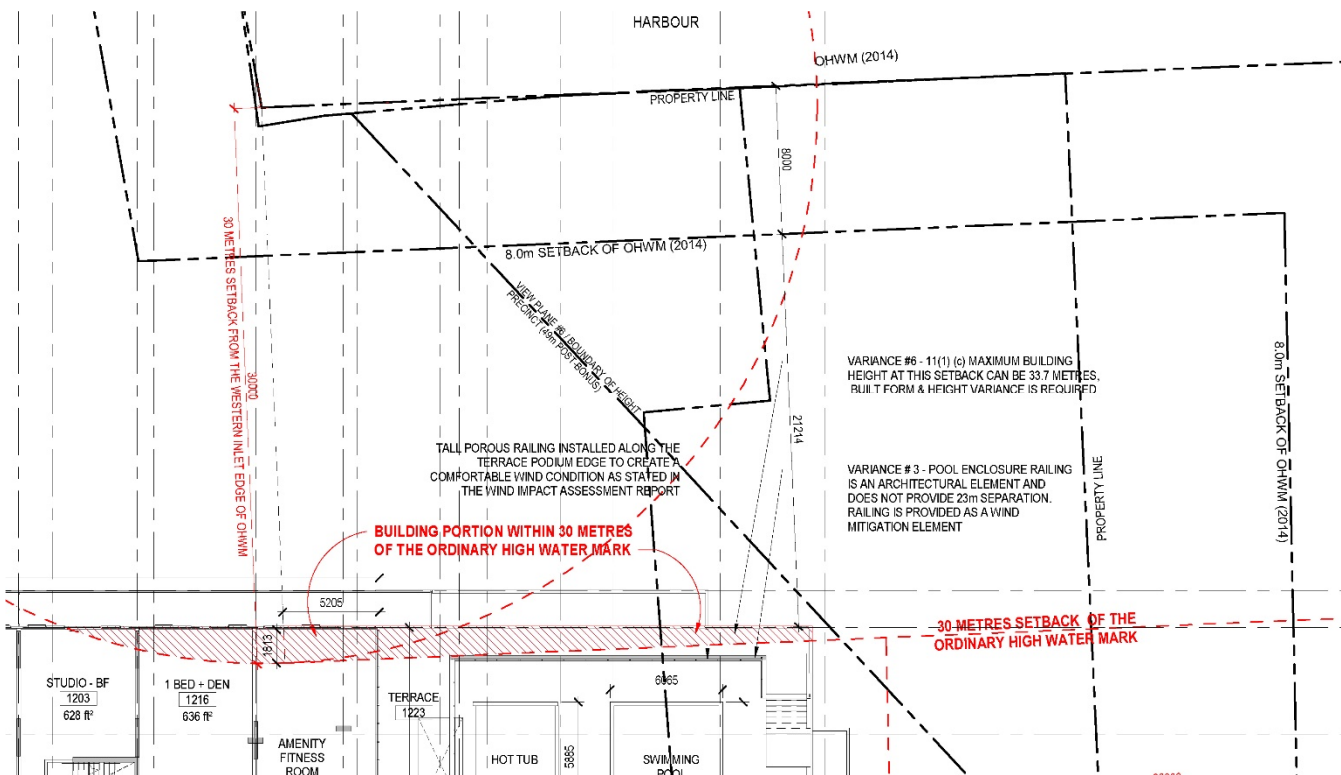 HARBOUR
OHWM (2014)
PROPERTY LINE
8000
30 METRES SETBACK FROM THE WESTERN INLET EDGE OF OHWM
30000
8.0m SETBACK OF OHWM (2014)
VIEW PLANE #6 / BOUNDARY OF HEIGHT
PRECINCT (49m POST-BONUS)
VARIANCE #6 - 11(1) (c) MAXIMUM BUILDING
HEIGHT AT THIS SETBACK CAN BE 33.7 METRES,
BUILT FORM & HEIGHT VARIANCE IS REQUIRED
8.0m SETBACK OF OHWM (2014)
21214
TALL POROUS RAILING INSTALLED ALONG THE
TERRACE PODIUM EDGE TO CREATE A
COMFORTABLE WIND CONDITION AS STATED IN
THE WIND IMPACT ASSESSMENT REPORT
VARIANCE # 3 - POOL ENCLOSURE RAILING
IS AN ARCHITECTURAL ELEMENT AND
DOES NOT PROVIDE 23m SEPARATION.
RAILING IS PROVIDED AS A WIND
MITIGATION ELEMENT
PROPERTY LINE
BUILDING PORTION WITHIN 30 METRES
OF THE ORDINARY HIGH WATER MARK
5205
30 METRES SETBACK OF THE
ORDINARY HIGH WATER MARK
1813
STUDIO - BF
1203
628 ft²
1 BED + DEN
1216
636 ft²
TERRACE
1223
6065
AMENITY
FITNESS
ROOM
HOT TUB
5885
SWIMMING
POOL